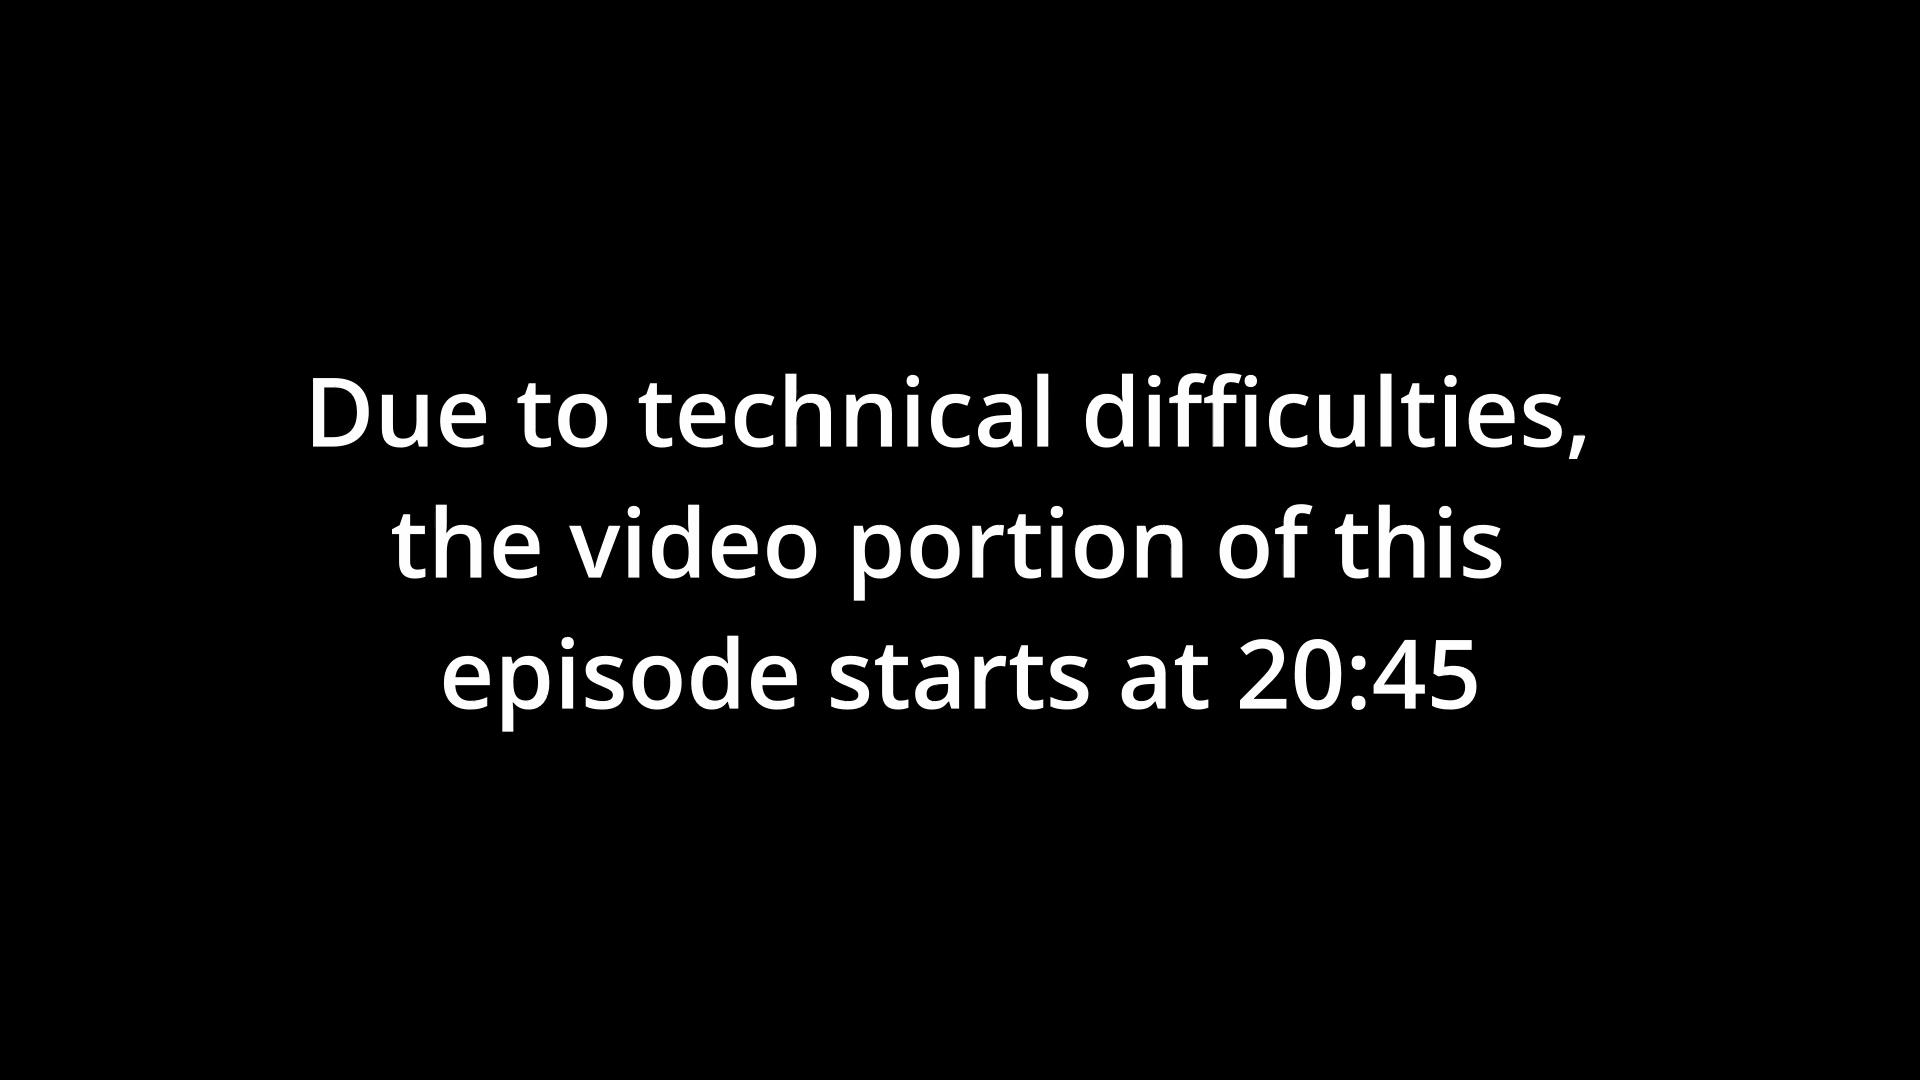 Due to technical difficulties,
the video portion of this
episode starts at 20:45